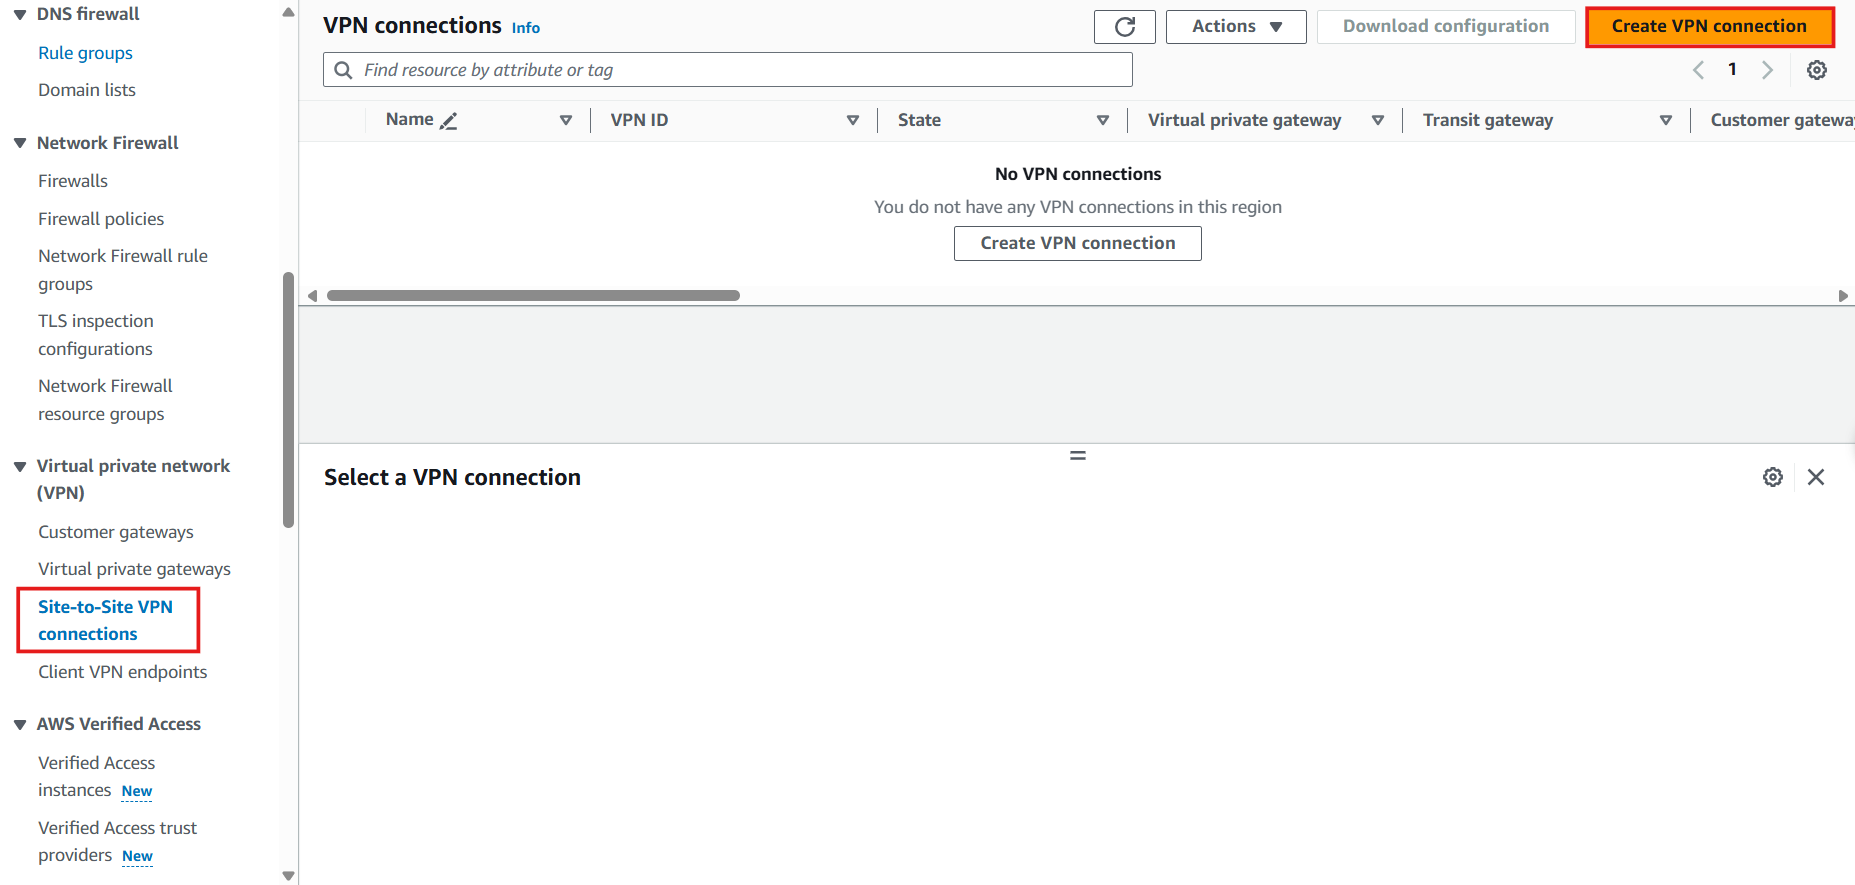 DNS firewall
Rule groups
Domain lists
Network Firewall
Firewalls
Firewall policies
Network Firewall rule
groups
TLS inspection
configurations
Network Firewall
resource groups
Virtual private network
(VPN)
Customer gateways
Virtual private gateways
Site-to-Site VPN
connections
Client VPN endpoints
AWS Verified Access
Verified Access
instances New
Verified Access trust
providers New
VPN connections Info
Actions
Download configuration
Create VPN connection
Find resource by attribute or tag
1
Name
VPN ID
State
Virtual private gateway
Transit gateway
Customer gateway
No VPN connections
You do not have any VPN connections in this region
Create VPN connection
Select a VPN connection